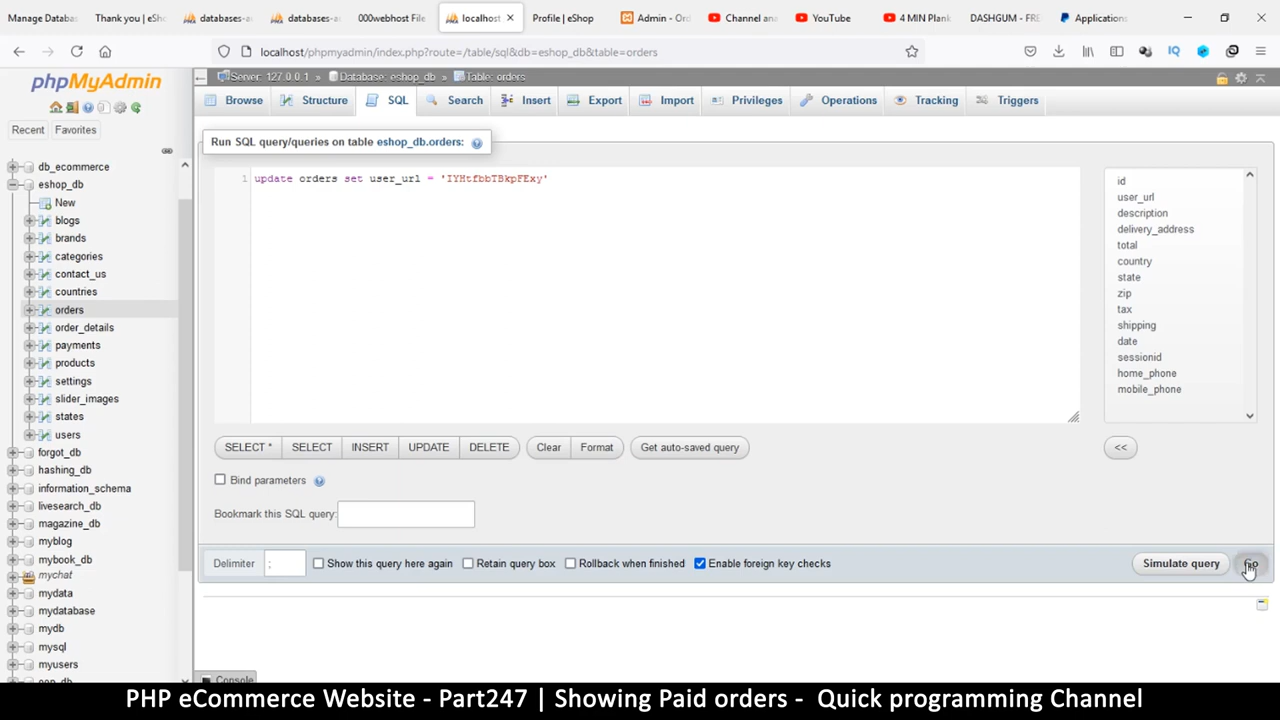 Manage Databa
Thank you | eSho
databases-as
databases-as
000webhost File
localhost
Profile | eShop
Admin - Ord
Channel ana
YouTube
4 MIN Plank
DASHGUM - FRE
Applications
localhost/phpmyadmin/index.php?route=/table/sql&db=eshop_db&table=orders
phpMyAdmin
Server: 127.0.0.1 » Database: eshop_db » Table: orders
Browse
Structure
SQL
Search
Insert
Export
Import
Privileges
Operations
Tracking
Triggers
Recent
Favorites
db_ecommerce
eshop_db
New
blogs
brands
categories
contact_us
countries
orders
order_details
payments
products
settings
slider_images
states
users
forgot_db
hashing_db
information_schema
livesearch_db
magazine_db
myblog
mybook_db
mychat
mydata
mydatabase
mydb
mysql
myusers
Run SQL query/queries on table eshop_db.orders:
1 update orders set user_url = 'IYHtfbbTBkpFExy'
id
user_url
description
delivery_address
total
country
state
zip
tax
shipping
date
sessionid
home_phone
mobile_phone
SELECT *
SELECT
INSERT
UPDATE
DELETE
Clear
Format
Get auto-saved query
<<
Bind parameters
Bookmark this SQL query:
Delimiter ;
Show this query here again
Retain query box
Rollback when finished
Enable foreign key checks
Simulate query
Go
Console
PHP eCommerce Website - Part247 | Showing Paid orders - Quick programming Channel